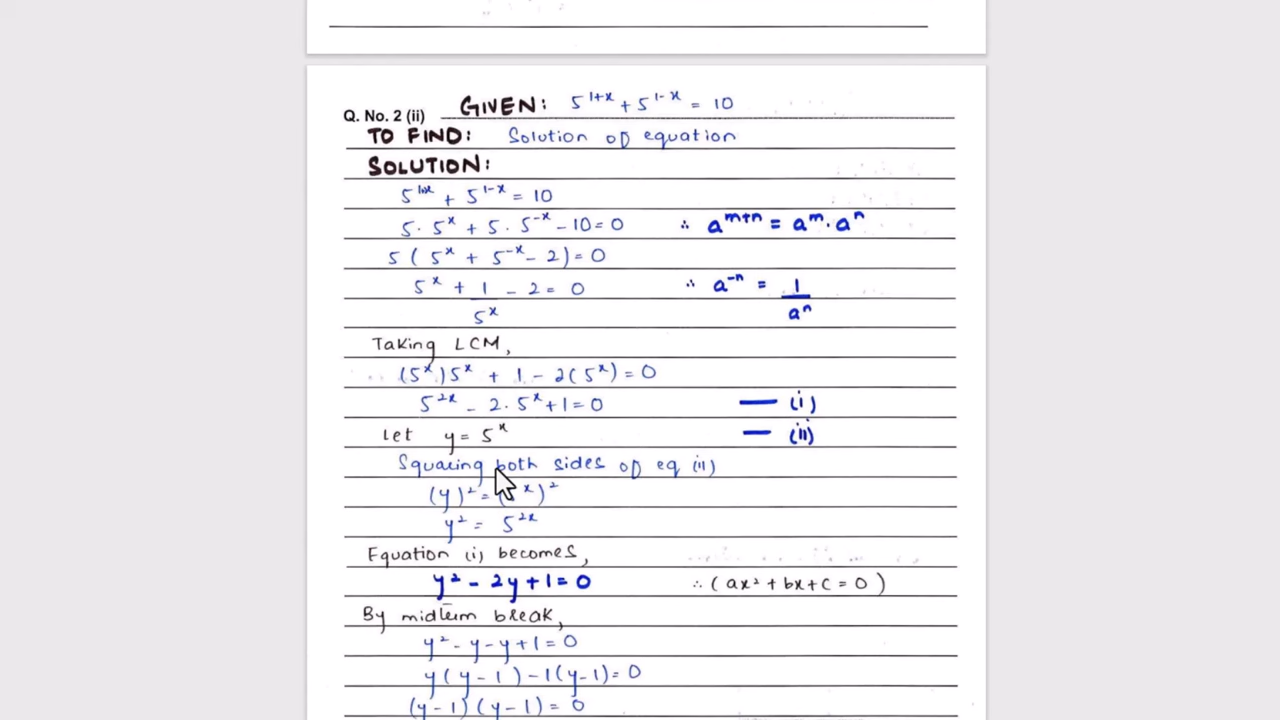 Q. No. 2 (ii) GIVEN: 5^{1+x} + 5^{1-x} = 10
TO FIND: Solution of equation
SOLUTION:
5^{1+x} + 5^{1-x} = 10
5 · 5^x + 5 · 5^{-x} - 10 = 0 ∴ a^{m+n} = a^m · a^n
5 ( 5^x + 5^{-x} - 2 ) = 0
5^x + 1/5^x - 2 = 0 ∴ a^{-n} = 1/a^n
Taking LCM,
(5^x)5^x + 1 - 2(5^x) = 0
5^{2x} - 2 · 5^x + 1 = 0 — (i)
Let y = 5^x — (ii)
Squaring both sides of eq (ii)
(y)^2 = ( ^x)^2
y^2 = 5^{2x}
Equation (i) becomes,
y^2 - 2y + 1 = 0 ∴ ( ax^2 + bx + c = 0 )
By midterm break,
y^2 - y - y + 1 = 0
y ( y - 1 ) - 1 (y - 1) = 0
(y - 1) ( y - 1) = 0